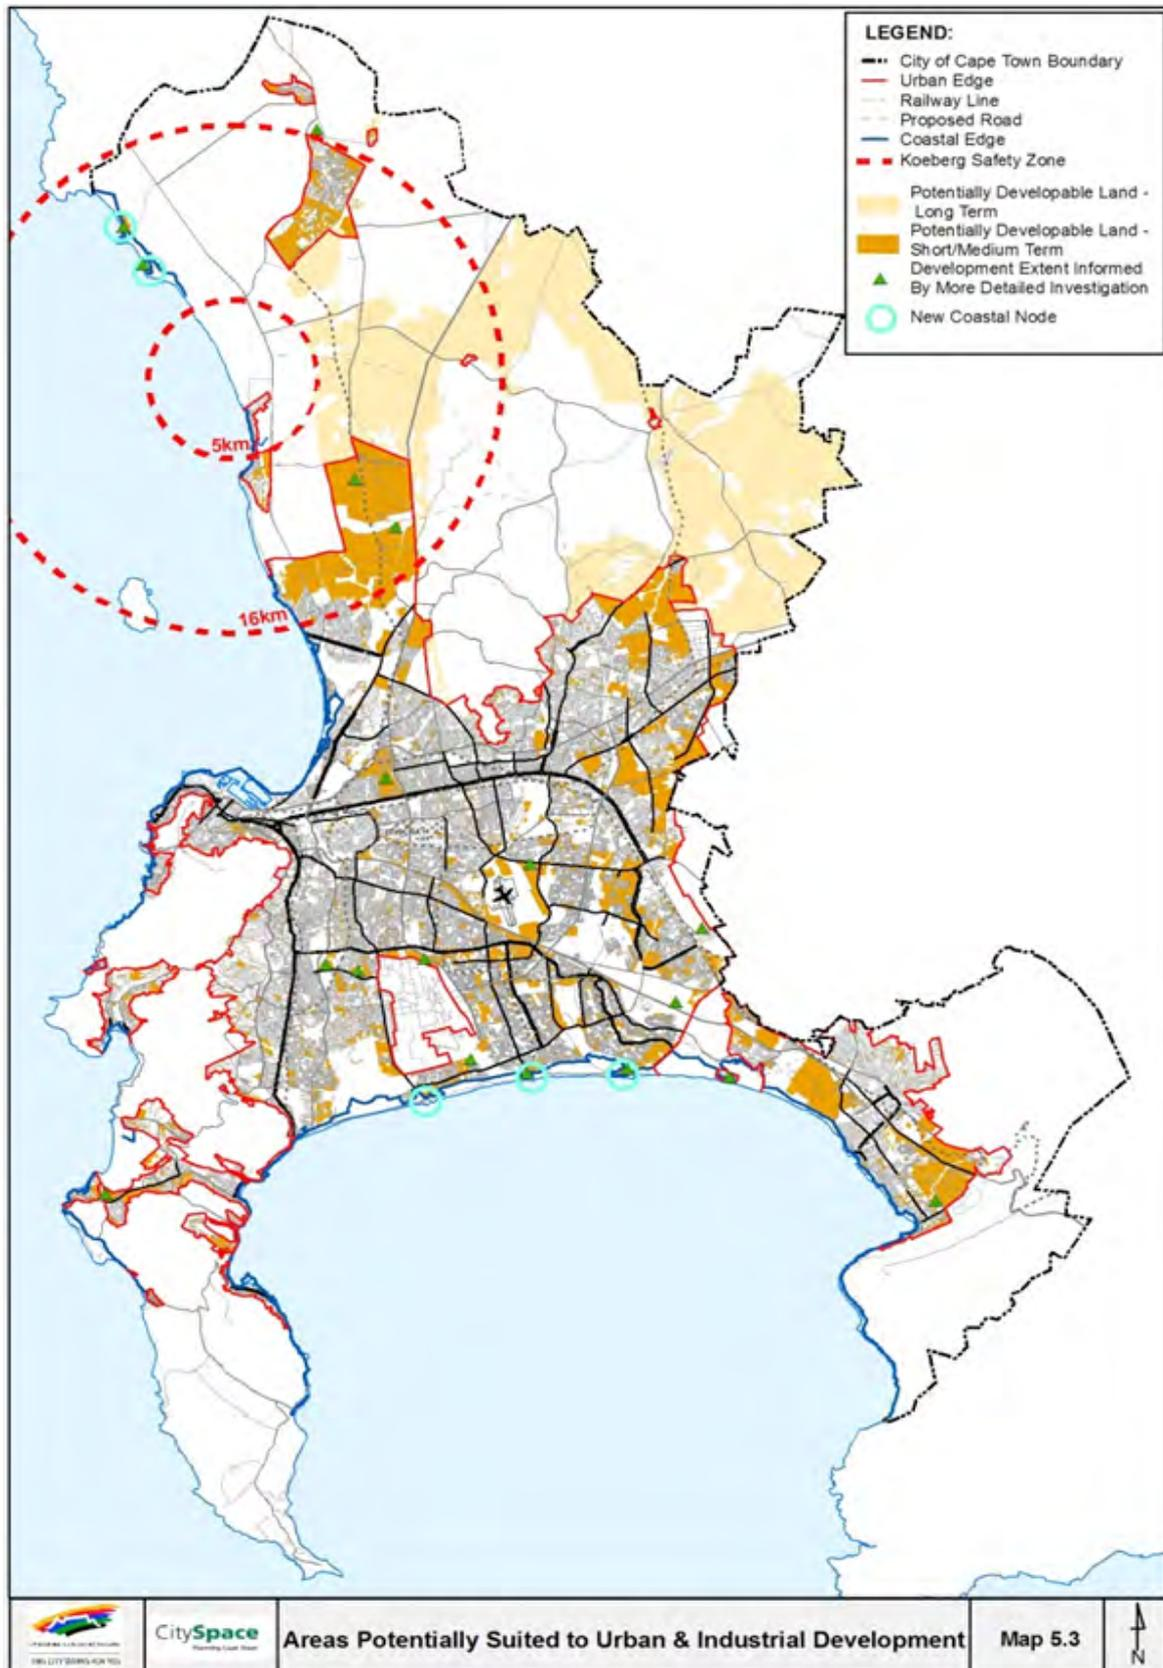 LEGEND:
City of Cape Town Boundary
Urban Edge
Railway Line
Proposed Road
Coastal Edge
Koeberg Safety Zone
Potentially Developable Land -
Long Term
Potentially Developable Land -
Short/Medium Term
Development Extent Informed
By More Detailed Investigation
New Coastal Node
5km
16km
CitySpace
Areas Potentially Suited to Urban & Industrial Development
Map 5.3
N